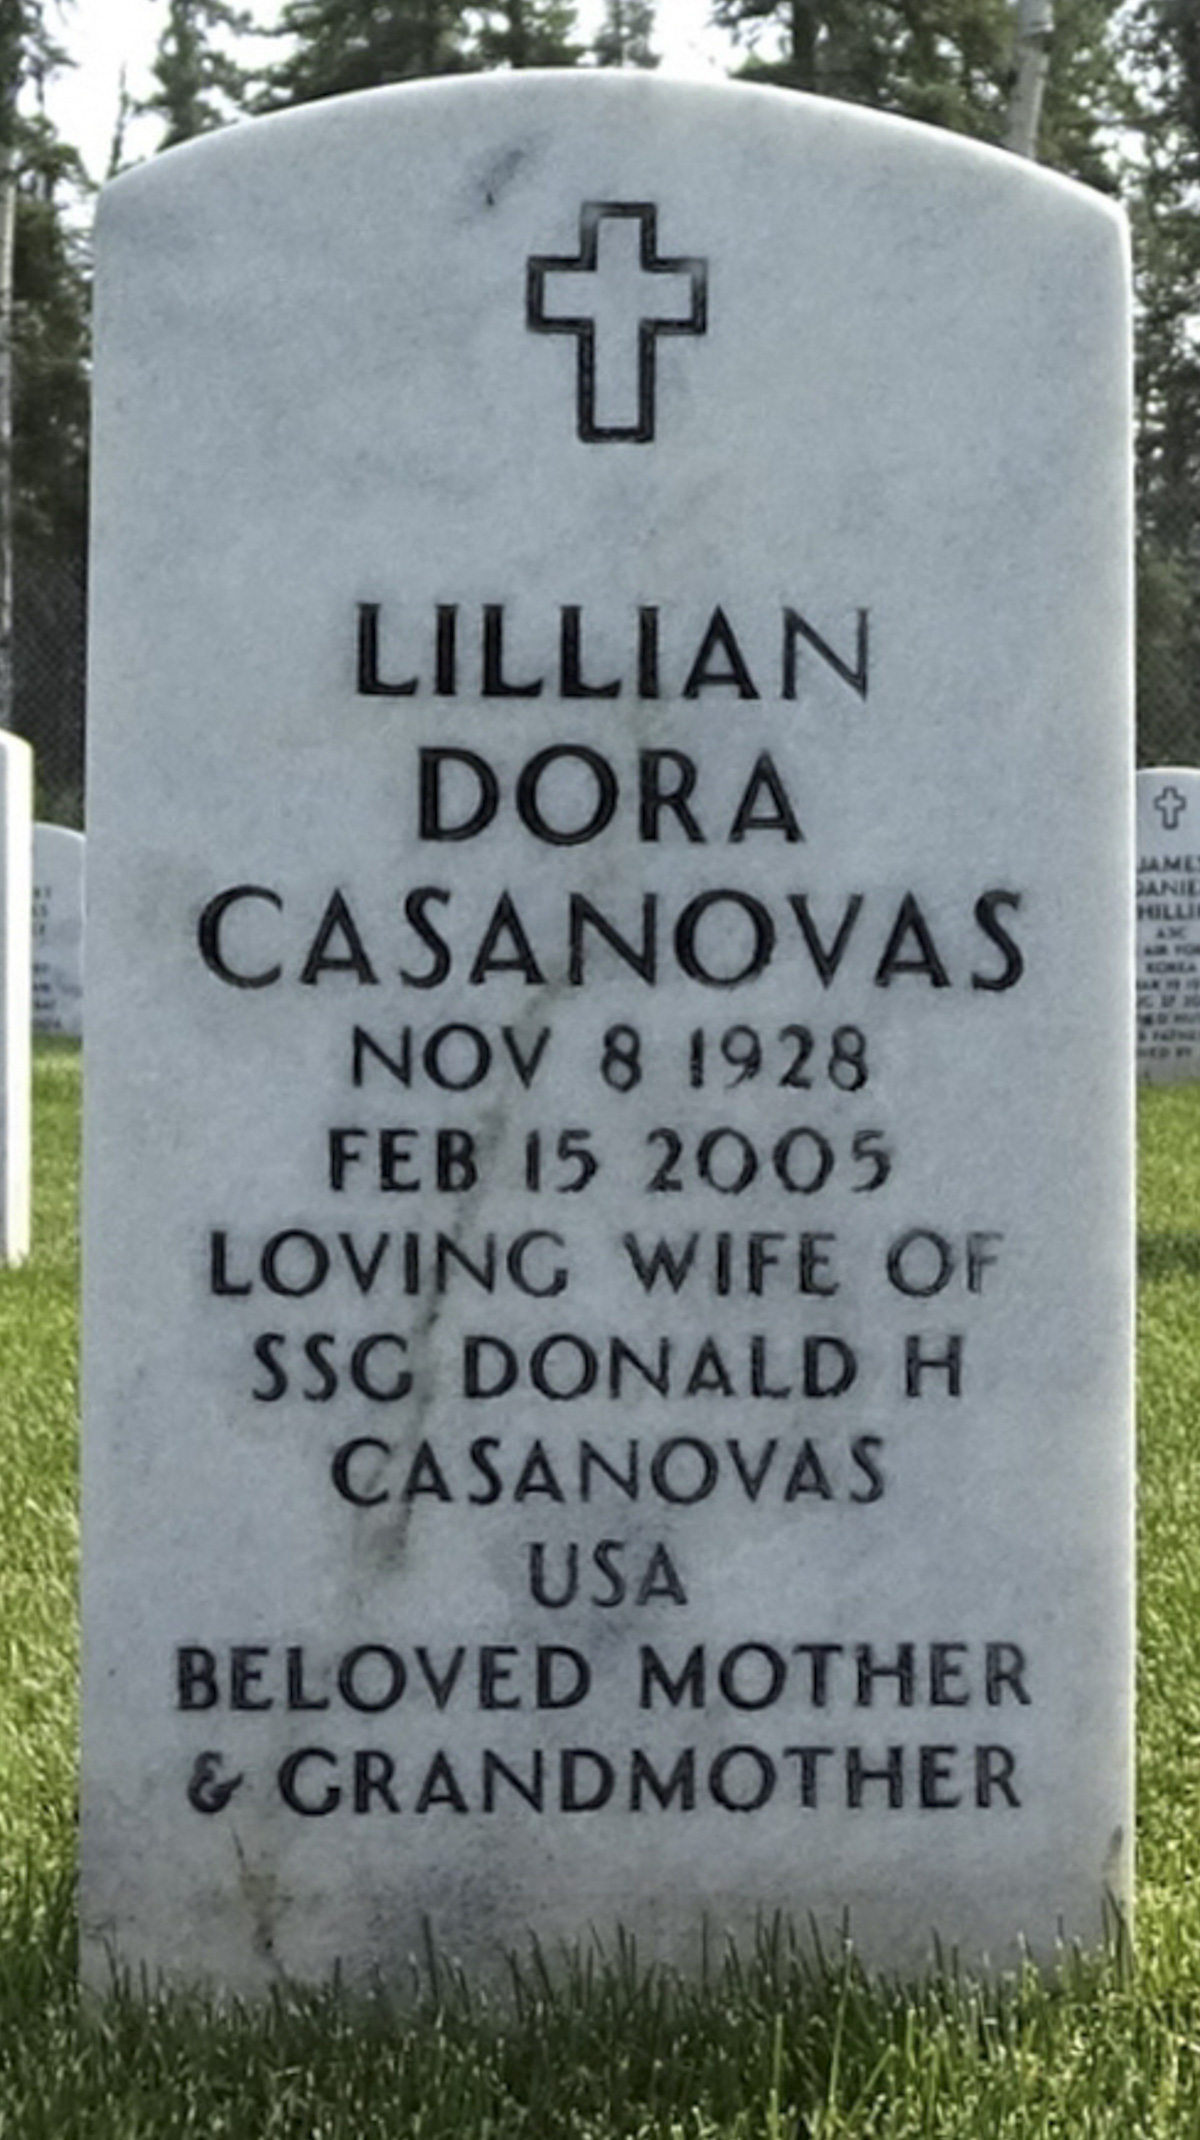 LILLIAN
DORA
CASANOVAS
NOV 8 1928
FEB 15 2005
LOVING WIFE OF
SSG DONALD H
CASANOVAS
USA
BELOVED MOTHER
& GRANDMOTHER